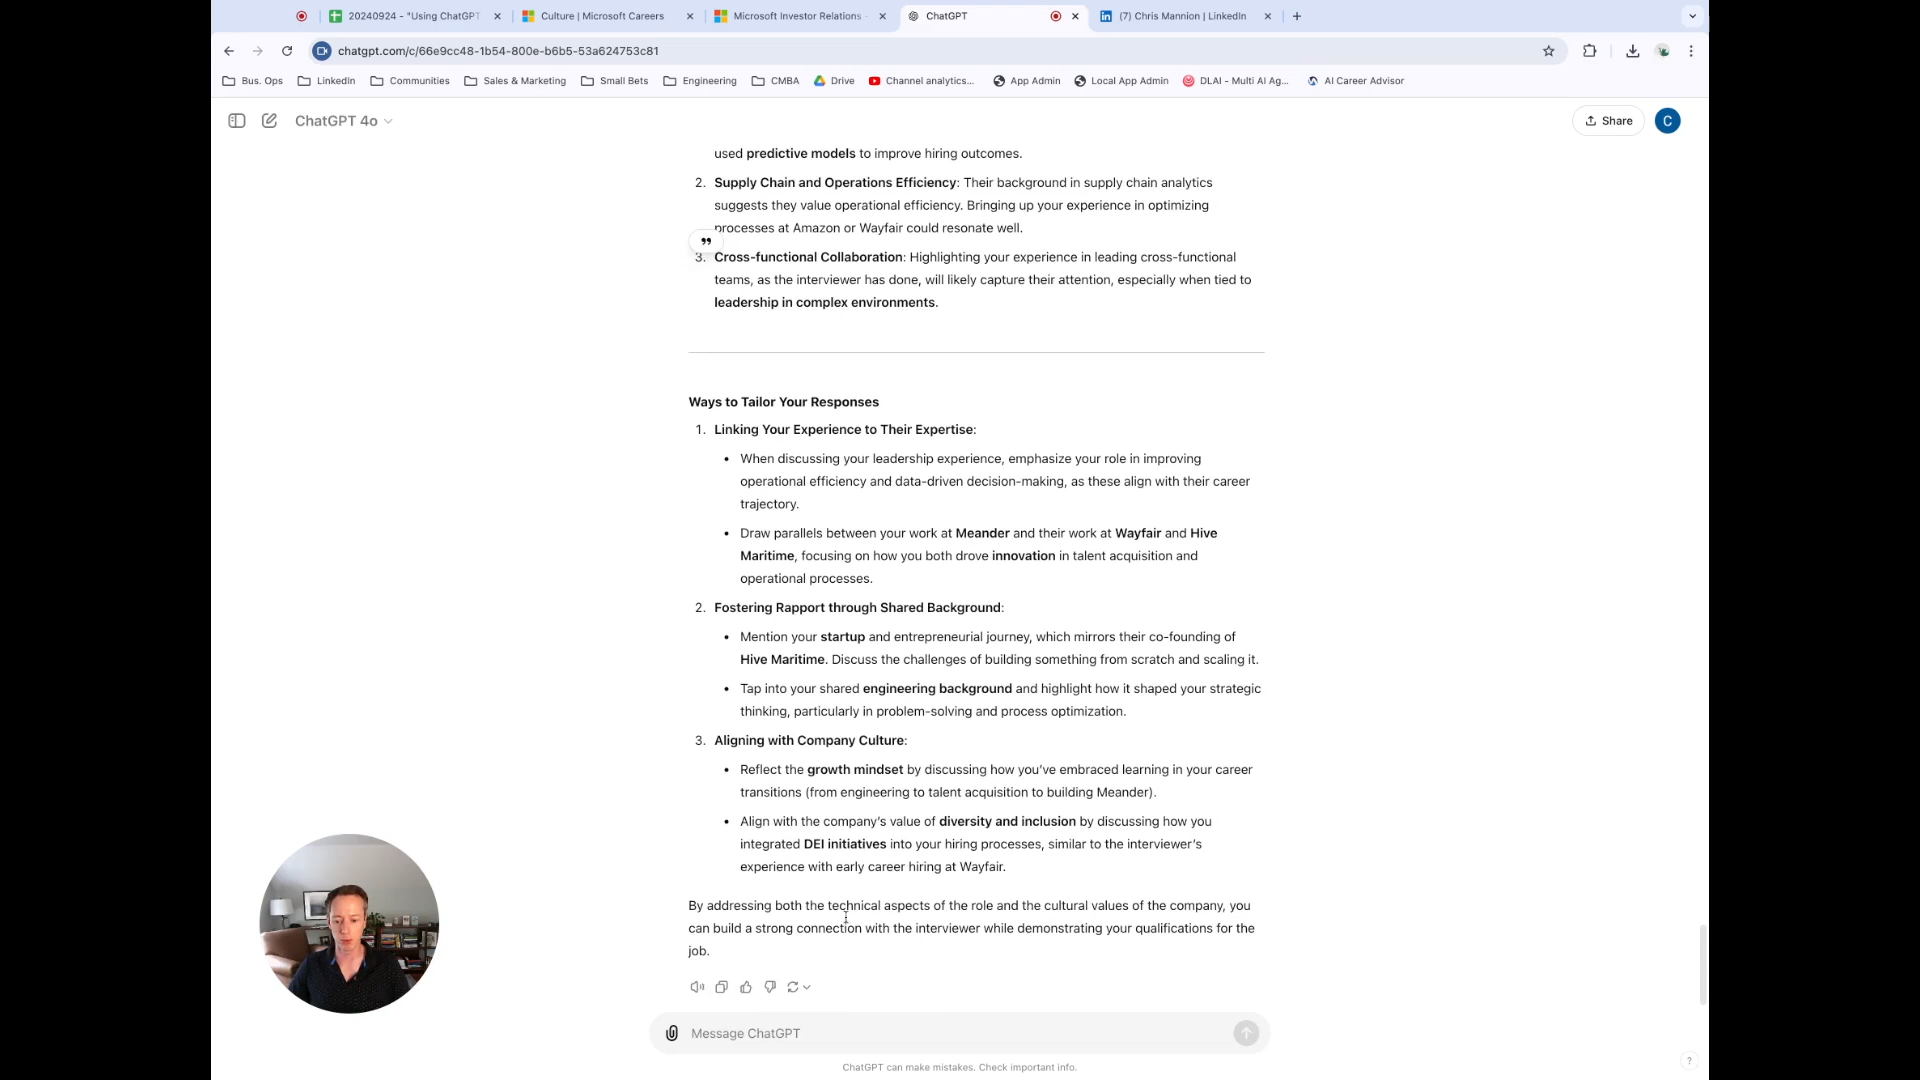 20240924 - "Using ChatGPT
Culture | Microsoft Careers
Microsoft Investor Relations -
ChatGPT
(7) Chris Mannion | LinkedIn
chatgpt.com/c/66e9cc48-1b54-800e-b6b5-53a624753c81
Bus. Ops
LinkedIn
Communities
Sales & Marketing
Small Bets
Engineering
CMBA
Drive
Channel analytics...
App Admin
Local App Admin
DLAI - Multi AI Ag...
AI Career Advisor
ChatGPT 4o
Share
C
used predictive models to improve hiring outcomes.
2. Supply Chain and Operations Efficiency: Their background in supply chain analytics
suggests they value operational efficiency. Bringing up your experience in optimizing
processes at Amazon or Wayfair could resonate well.
3. Cross-functional Collaboration: Highlighting your experience in leading cross-functional
teams, as the interviewer has done, will likely capture their attention, especially when tied to
leadership in complex environments.
Ways to Tailor Your Responses
1. Linking Your Experience to Their Expertise:
• When discussing your leadership experience, emphasize your role in improving
operational efficiency and data-driven decision-making, as these align with their career
trajectory.
• Draw parallels between your work at Meander and their work at Wayfair and Hive
Maritime, focusing on how you both drove innovation in talent acquisition and
operational processes.
2. Fostering Rapport through Shared Background:
• Mention your startup and entrepreneurial journey, which mirrors their co-founding of
Hive Maritime. Discuss the challenges of building something from scratch and scaling it.
• Tap into your shared engineering background and highlight how it shaped your strategic
thinking, particularly in problem-solving and process optimization.
3. Aligning with Company Culture:
• Reflect the growth mindset by discussing how you've embraced learning in your career
transitions (from engineering to talent acquisition to building Meander).
• Align with the company's value of diversity and inclusion by discussing how you
integrated DEI initiatives into your hiring processes, similar to the interviewer's
experience with early career hiring at Wayfair.
By addressing both the technical aspects of the role and the cultural values of the company, you
can build a strong connection with the interviewer while demonstrating your qualifications for the
job.
Message ChatGPT
ChatGPT can make mistakes. Check important info.
?